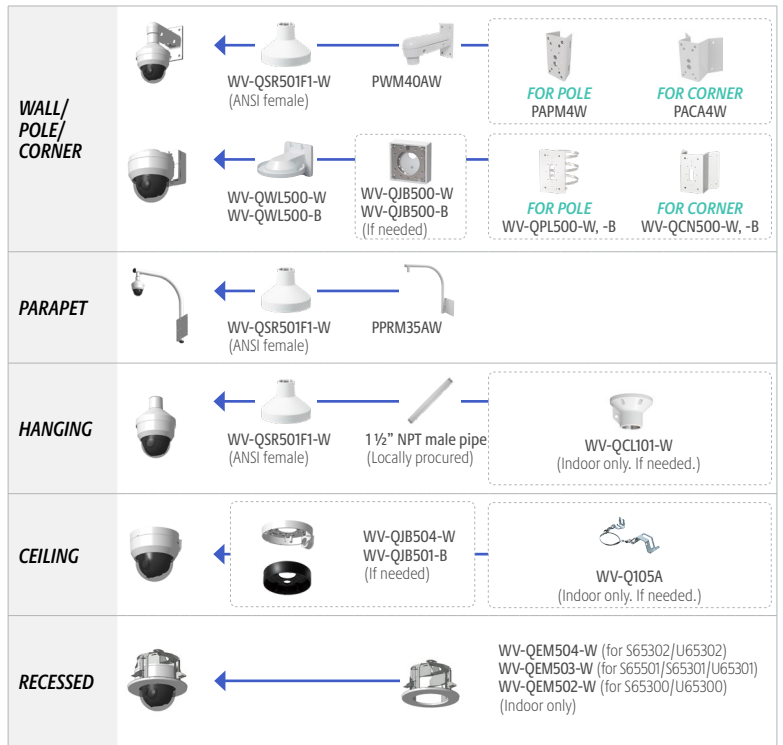 WALL/
POLE/
CORNER
WV-QSR501F1-W
(ANSI female)
PWM40AW
FOR POLE
PAPM4W
FOR CORNER
PACA4W
WV-QWL500-W
WV-QWL500-B
WV-QJB500-W
WV-QJB500-B
(If needed)
FOR POLE
WV-QPL500-W, -B
FOR CORNER
WV-QCN500-W, -B
PARAPET
WV-QSR501F1-W
(ANSI female)
PPRM35AW
HANGING
WV-QSR501F1-W
(ANSI female)
1 ½” NPT male pipe
(Locally procured)
WV-QCL101-W
(Indoor only. If needed.)
CEILING
WV-QJB504-W
WV-QJB501-B
(If needed)
WV-Q105A
(Indoor only. If needed.)
RECESSED
WV-QEM504-W (for S65302/U65302)
WV-QEM503-W (for S65501/S65301/U65301)
WV-QEM502-W (for S65300/U65300)
(Indoor only)